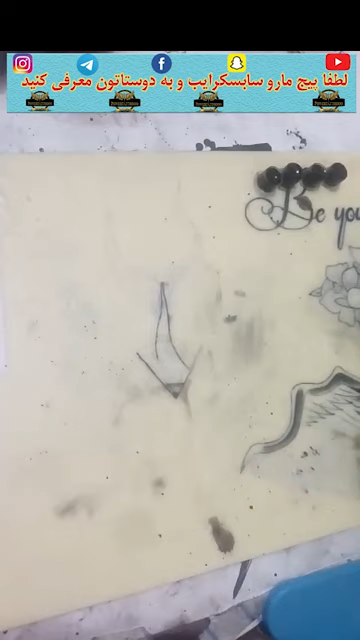 لطفا پیج مارو سابسکرایب و به دوستاتون معرفی کنید
Be you